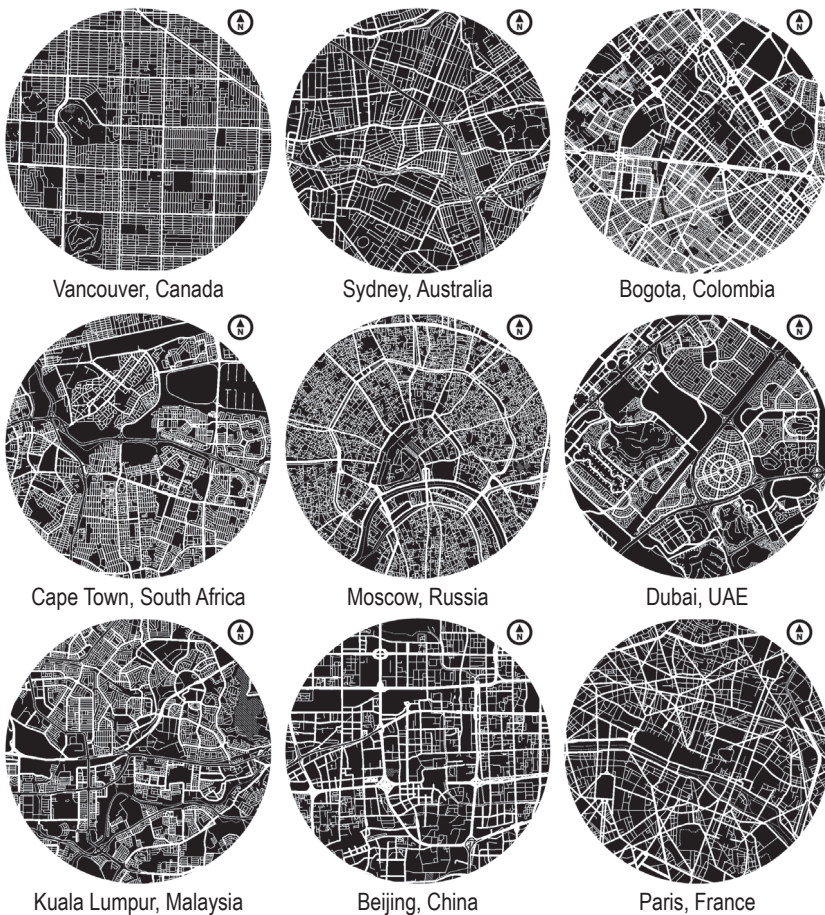 N N N
Vancouver, Canada Sydney, Australia Bogota, Colombia
N N N
Cape Town, South Africa Moscow, Russia Dubai, UAE
N N N
Kuala Lumpur, Malaysia Beijing, China Paris, France